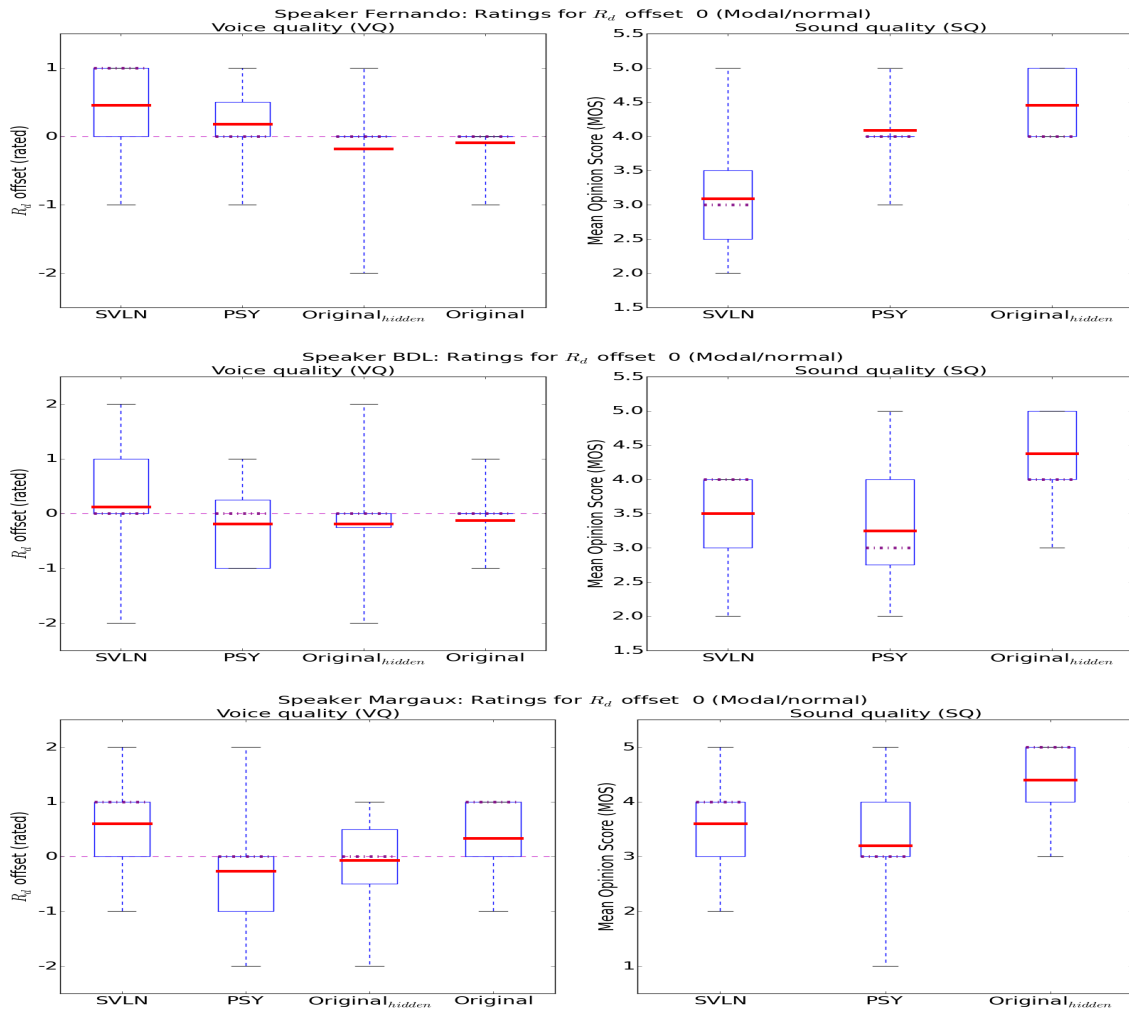 Speaker Fernando: Ratings for R_d offset 0 (Modal/normal)
Voice quality (VQ)
R_d offset (rated)
1
0
-1
-2
SVLN PSY Original_hidden Original
Sound quality (SQ)
Mean Opinion Score (MOS)
5.5
5.0
4.5
4.0
3.5
3.0
2.5
2.0
1.5
SVLN PSY Original_hidden
Speaker BDL: Ratings for R_d offset 0 (Modal/normal)
Voice quality (VQ)
R_d offset (rated)
2
1
0
-1
-2
SVLN PSY Original_hidden Original
Sound quality (SQ)
Mean Opinion Score (MOS)
5.5
5.0
4.5
4.0
3.5
3.0
2.5
2.0
1.5
SVLN PSY Original_hidden
Speaker Margaux: Ratings for R_d offset 0 (Modal/normal)
Voice quality (VQ)
R_d offset (rated)
2
1
0
-1
-2
SVLN PSY Original_hidden Original
Sound quality (SQ)
Mean Opinion Score (MOS)
5
4
3
2
1
SVLN PSY Original_hidden